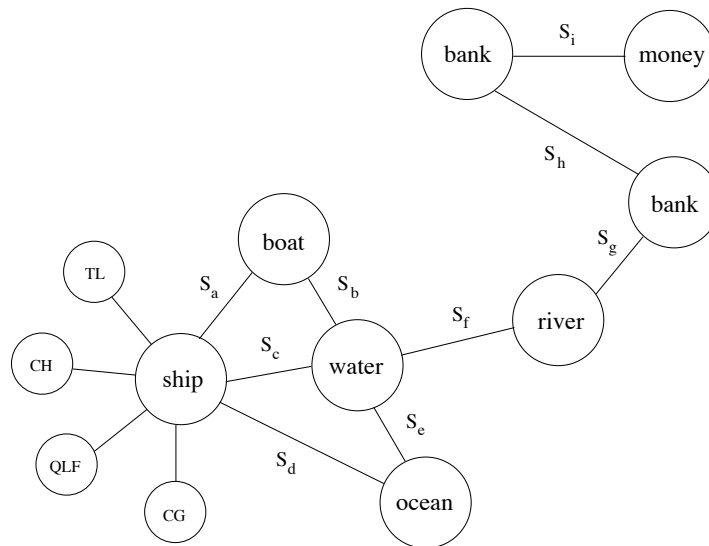 S_i
bank
money
S_h
bank
boat
S_g
TL
S_a
S_b
S_f
river
CH
S_c
ship
water
S_e
QLF
S_d
ocean
CG